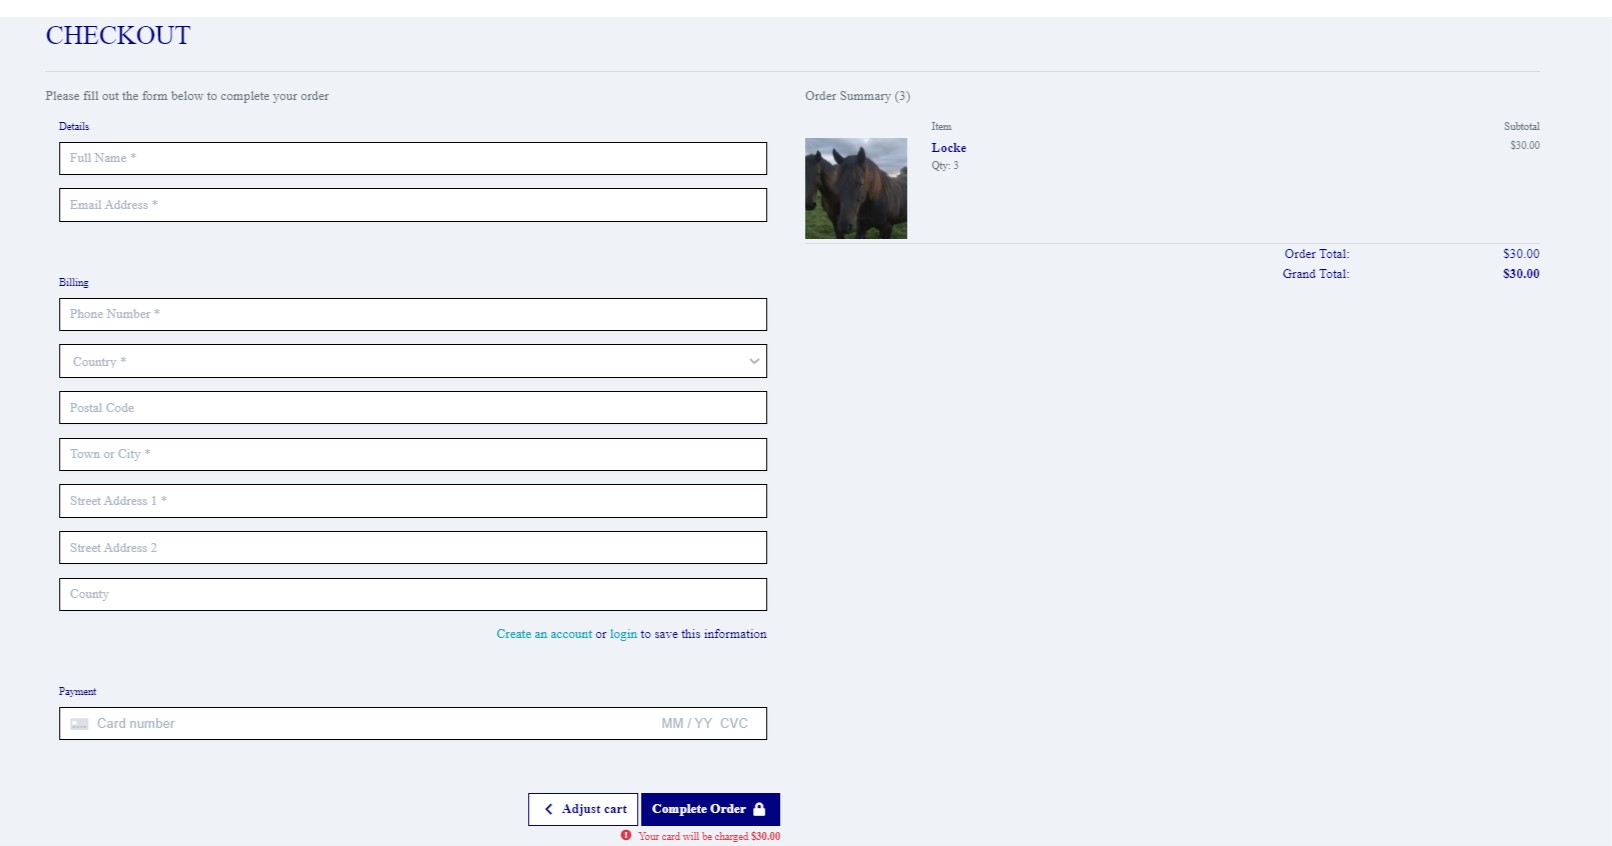 CHECKOUT
Please fill out the form below to complete your order
Details
Full Name *
Email Address *
Billing
Phone Number *
Country *
Postal Code
Town or City *
Street Address 1 *
Street Address 2
County
Create an account or login to save this information
Payment
Card number MM / YY CVC
Adjust cart Complete Order
Your card will be charged $30.00
Order Summary (3)
Item Subtotal
Locke $30.00
Qty: 3
Order Total: $30.00
Grand Total: $30.00